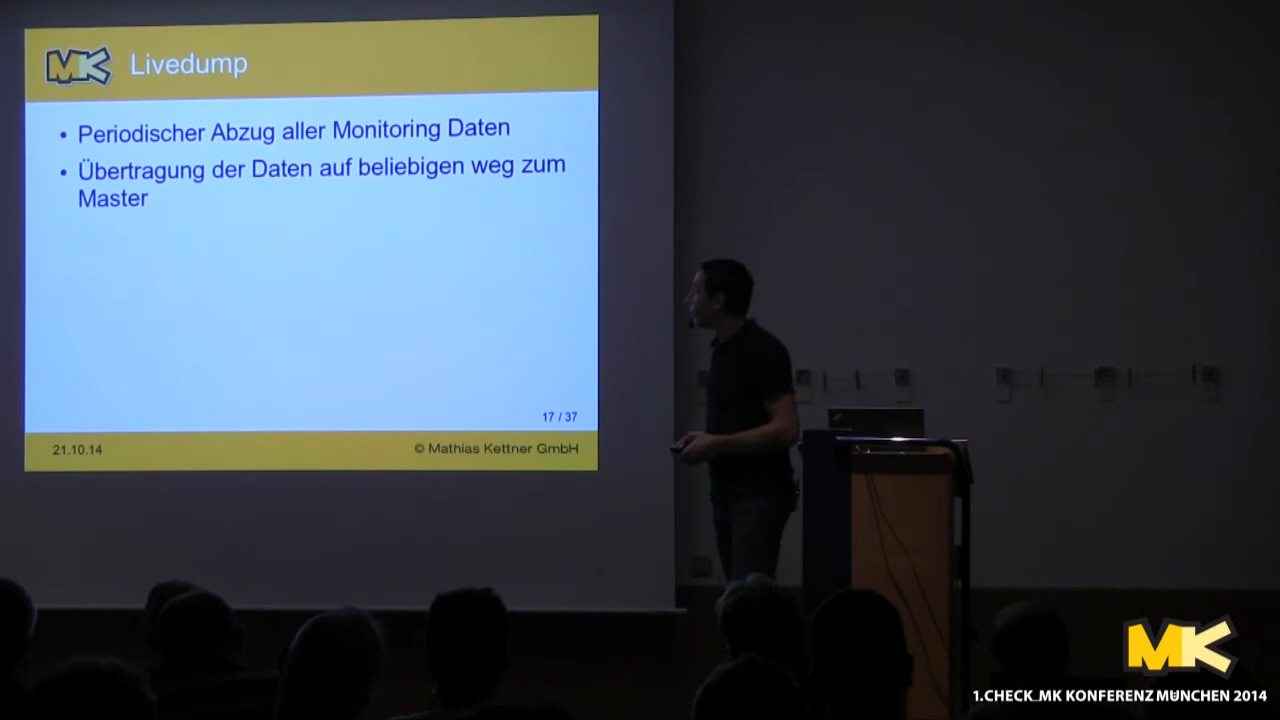 MK Livedump
• Periodischer Abzug aller Monitoring Daten
• Übertragung der Daten auf beliebigen weg zum
Master
17 / 37
21.10.14 © Mathias Kettner GmbH
MK
1.CHECK_MK KONFERENZ MÜNCHEN 2014